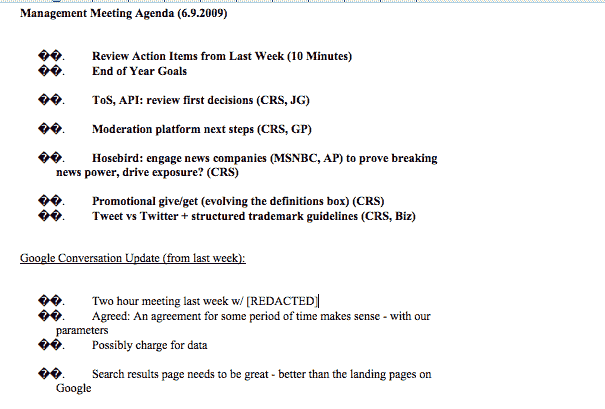 Management Meeting Agenda (6.9.2009)
��. Review Action Items from Last Week (10 Minutes)
��. End of Year Goals
��. ToS, API: review first decisions (CRS, JG)
��. Moderation platform next steps (CRS, GP)
��. Hosebird: engage news companies (MSNBC, AP) to prove breaking
news power, drive exposure? (CRS)
��. Promotional give/get (evolving the definitions box) (CRS)
��. Tweet vs Twitter + structured trademark guidelines (CRS, Biz)
Google Conversation Update (from last week):
��. Two hour meeting last week w/ [REDACTED]
��. Agreed: An agreement for some period of time makes sense - with our
parameters
��. Possibly charge for data
��. Search results page needs to be great - better than the landing pages on
Google